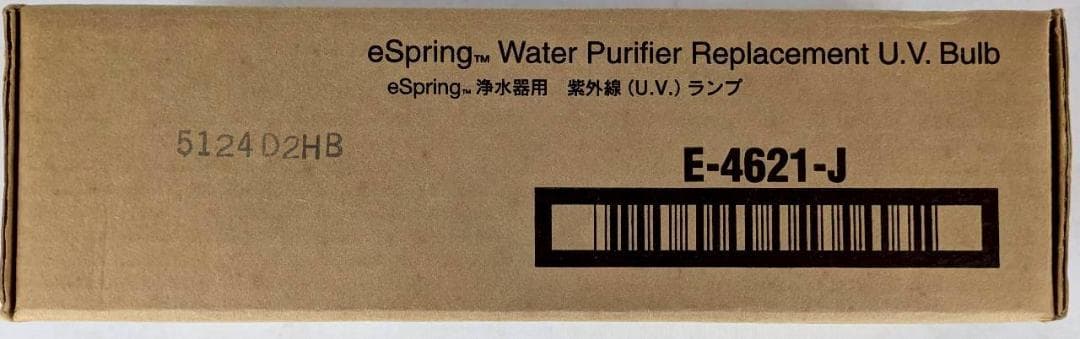 eSpring™ Water Purifier Replacement U.V. Bulb
eSpring™ 浄水器用　紫外線（U.V.）ランプ
5124D2HB
E-4621-J